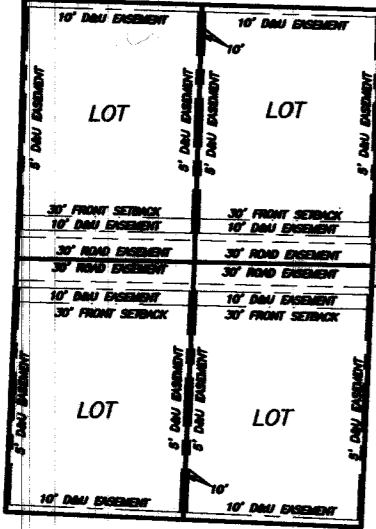 10' D&U EASEMENT
10' D&U EASEMENT
10'
5' D&U EASEMENT
LOT
5' D&U EASEMENT
5' D&U EASEMENT
LOT
5' D&U EASEMENT
30' FRONT SETBACK
10' D&U EASEMENT
30' FRONT SETBACK
10' D&U EASEMENT
30' ROAD EASEMENT
30' ROAD EASEMENT
30' ROAD EASEMENT
30' ROAD EASEMENT
10' D&U EASEMENT
30' FRONT SETBACK
10' D&U EASEMENT
30' FRONT SETBACK
5' D&U EASEMENT
LOT
5' D&U EASEMENT
5' D&U EASEMENT
LOT
5' D&U EASEMENT
10'
10' D&U EASEMENT
10' D&U EASEMENT